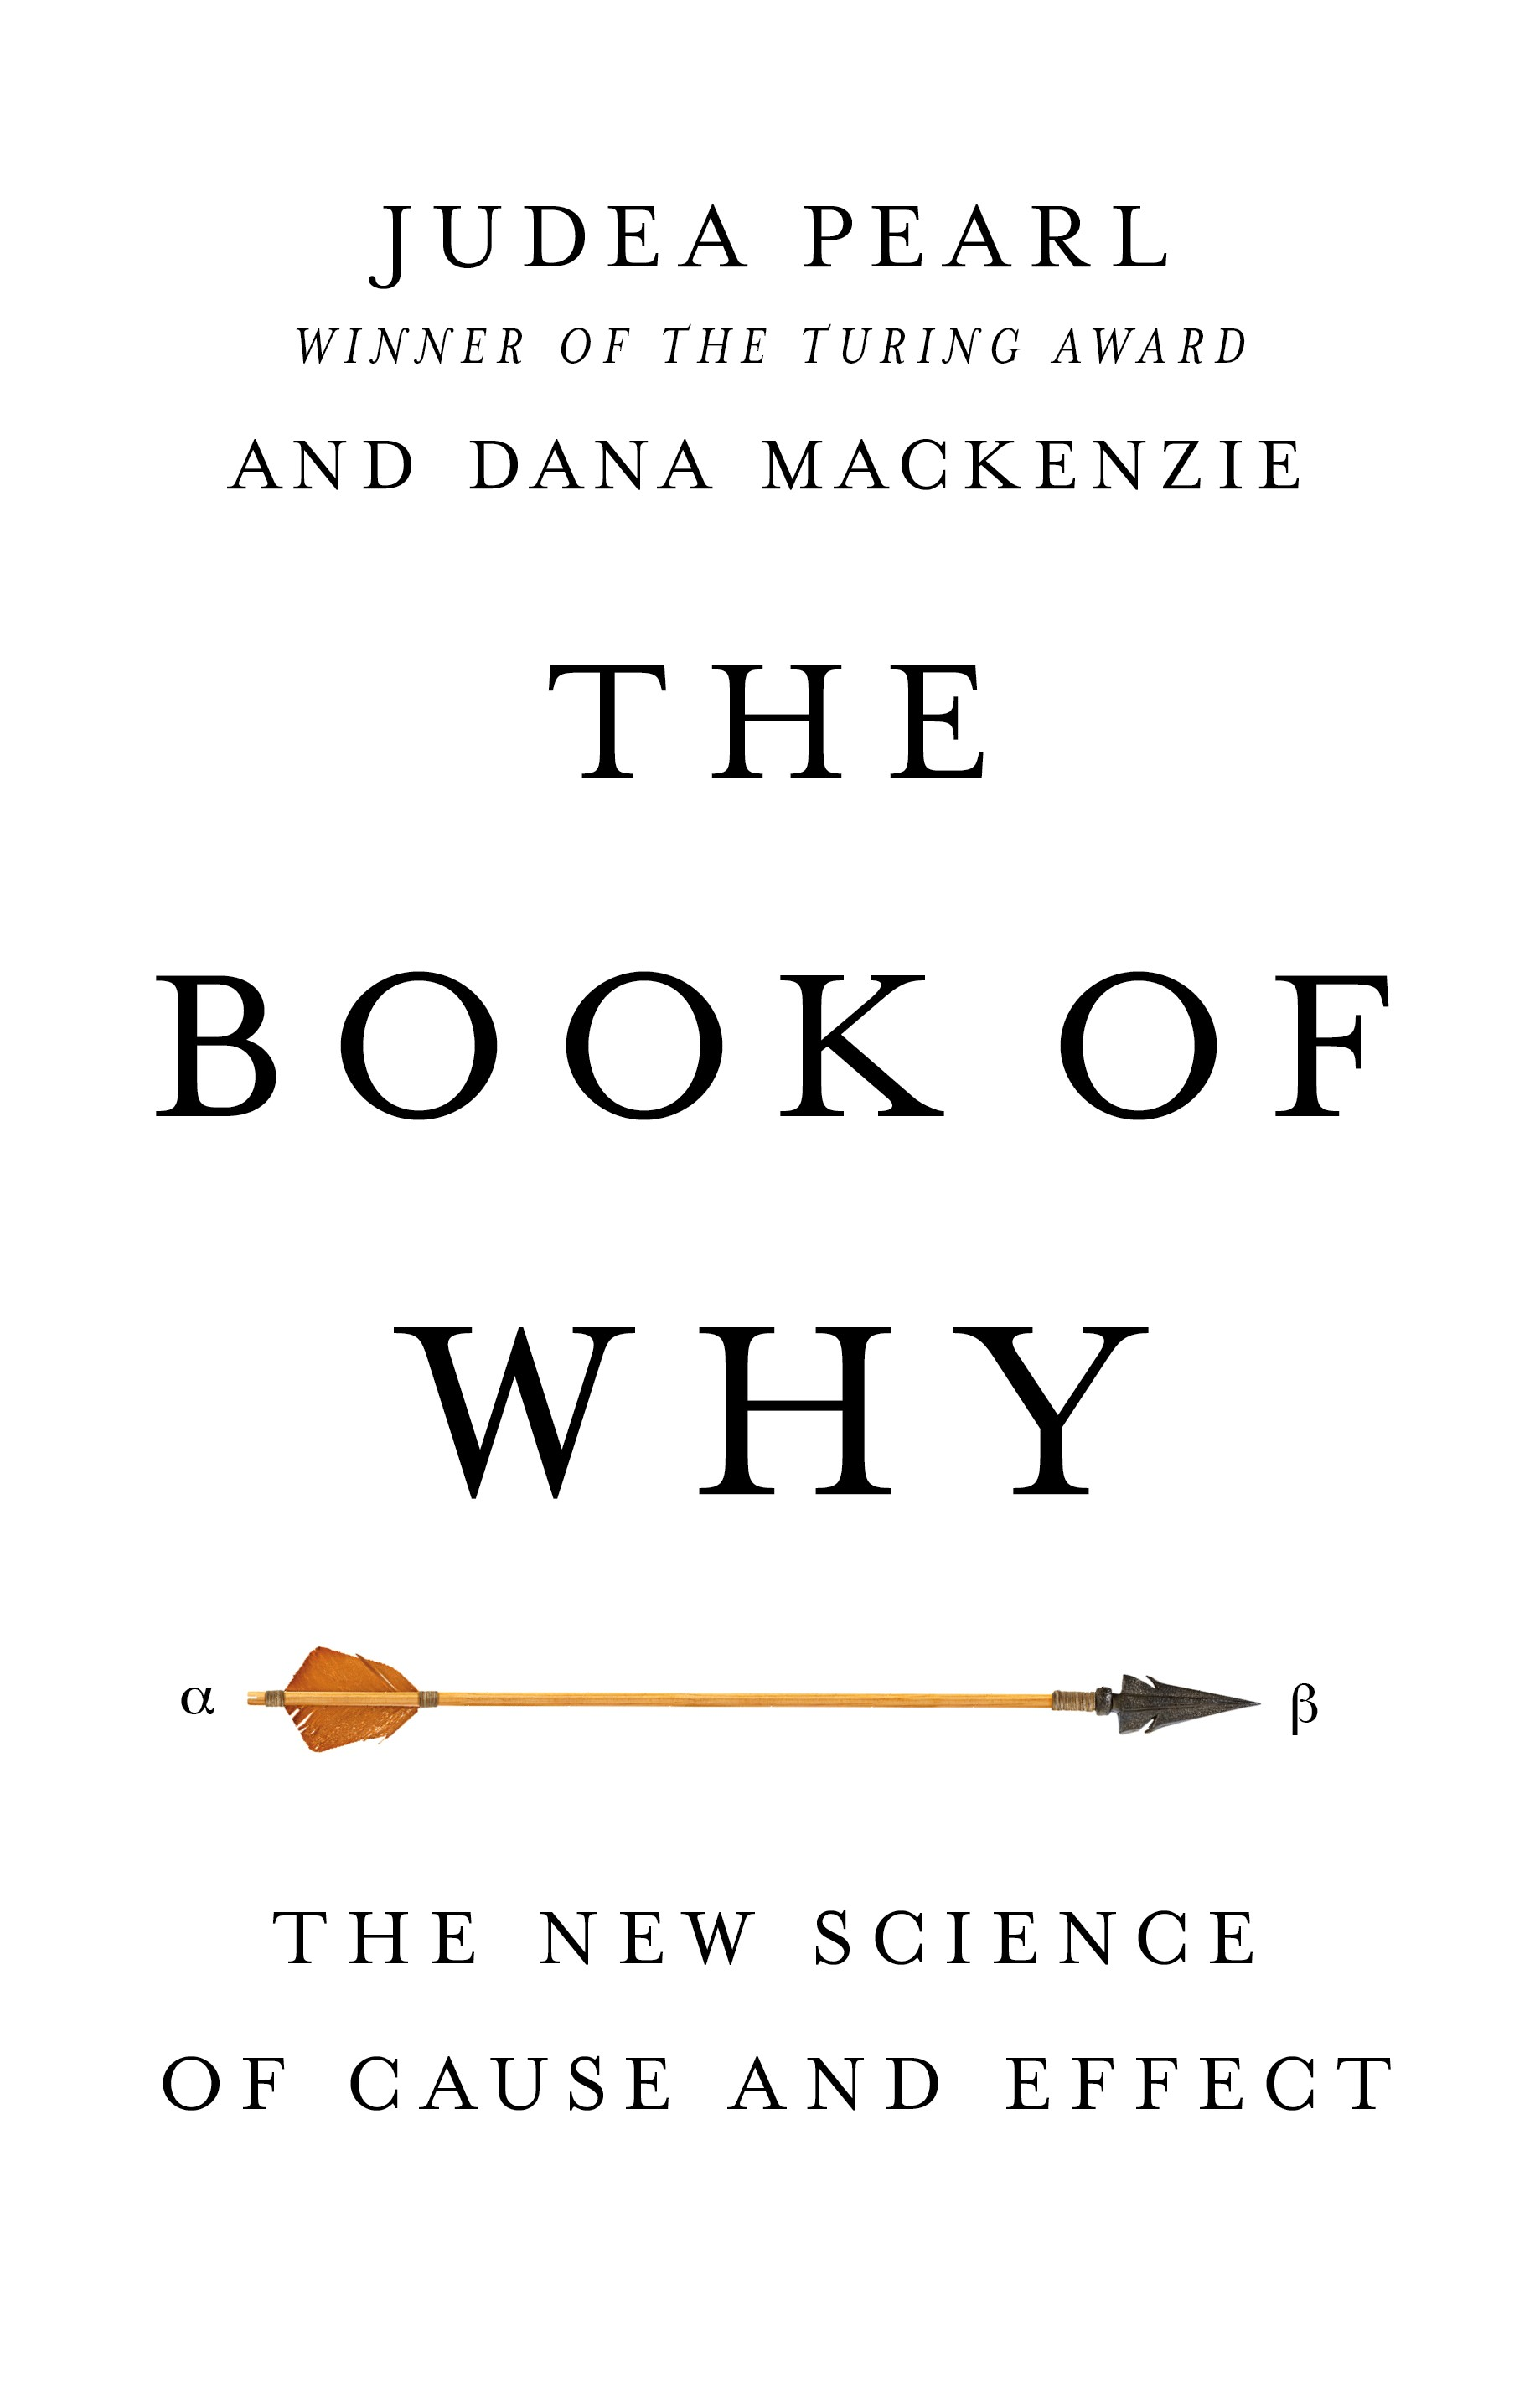 JUDEA PEARL
WINNER OF THE TURING AWARD
AND DANA MACKENZIE
THE
BOOK OF
WHY
α β
THE NEW SCIENCE
OF CAUSE AND EFFECT